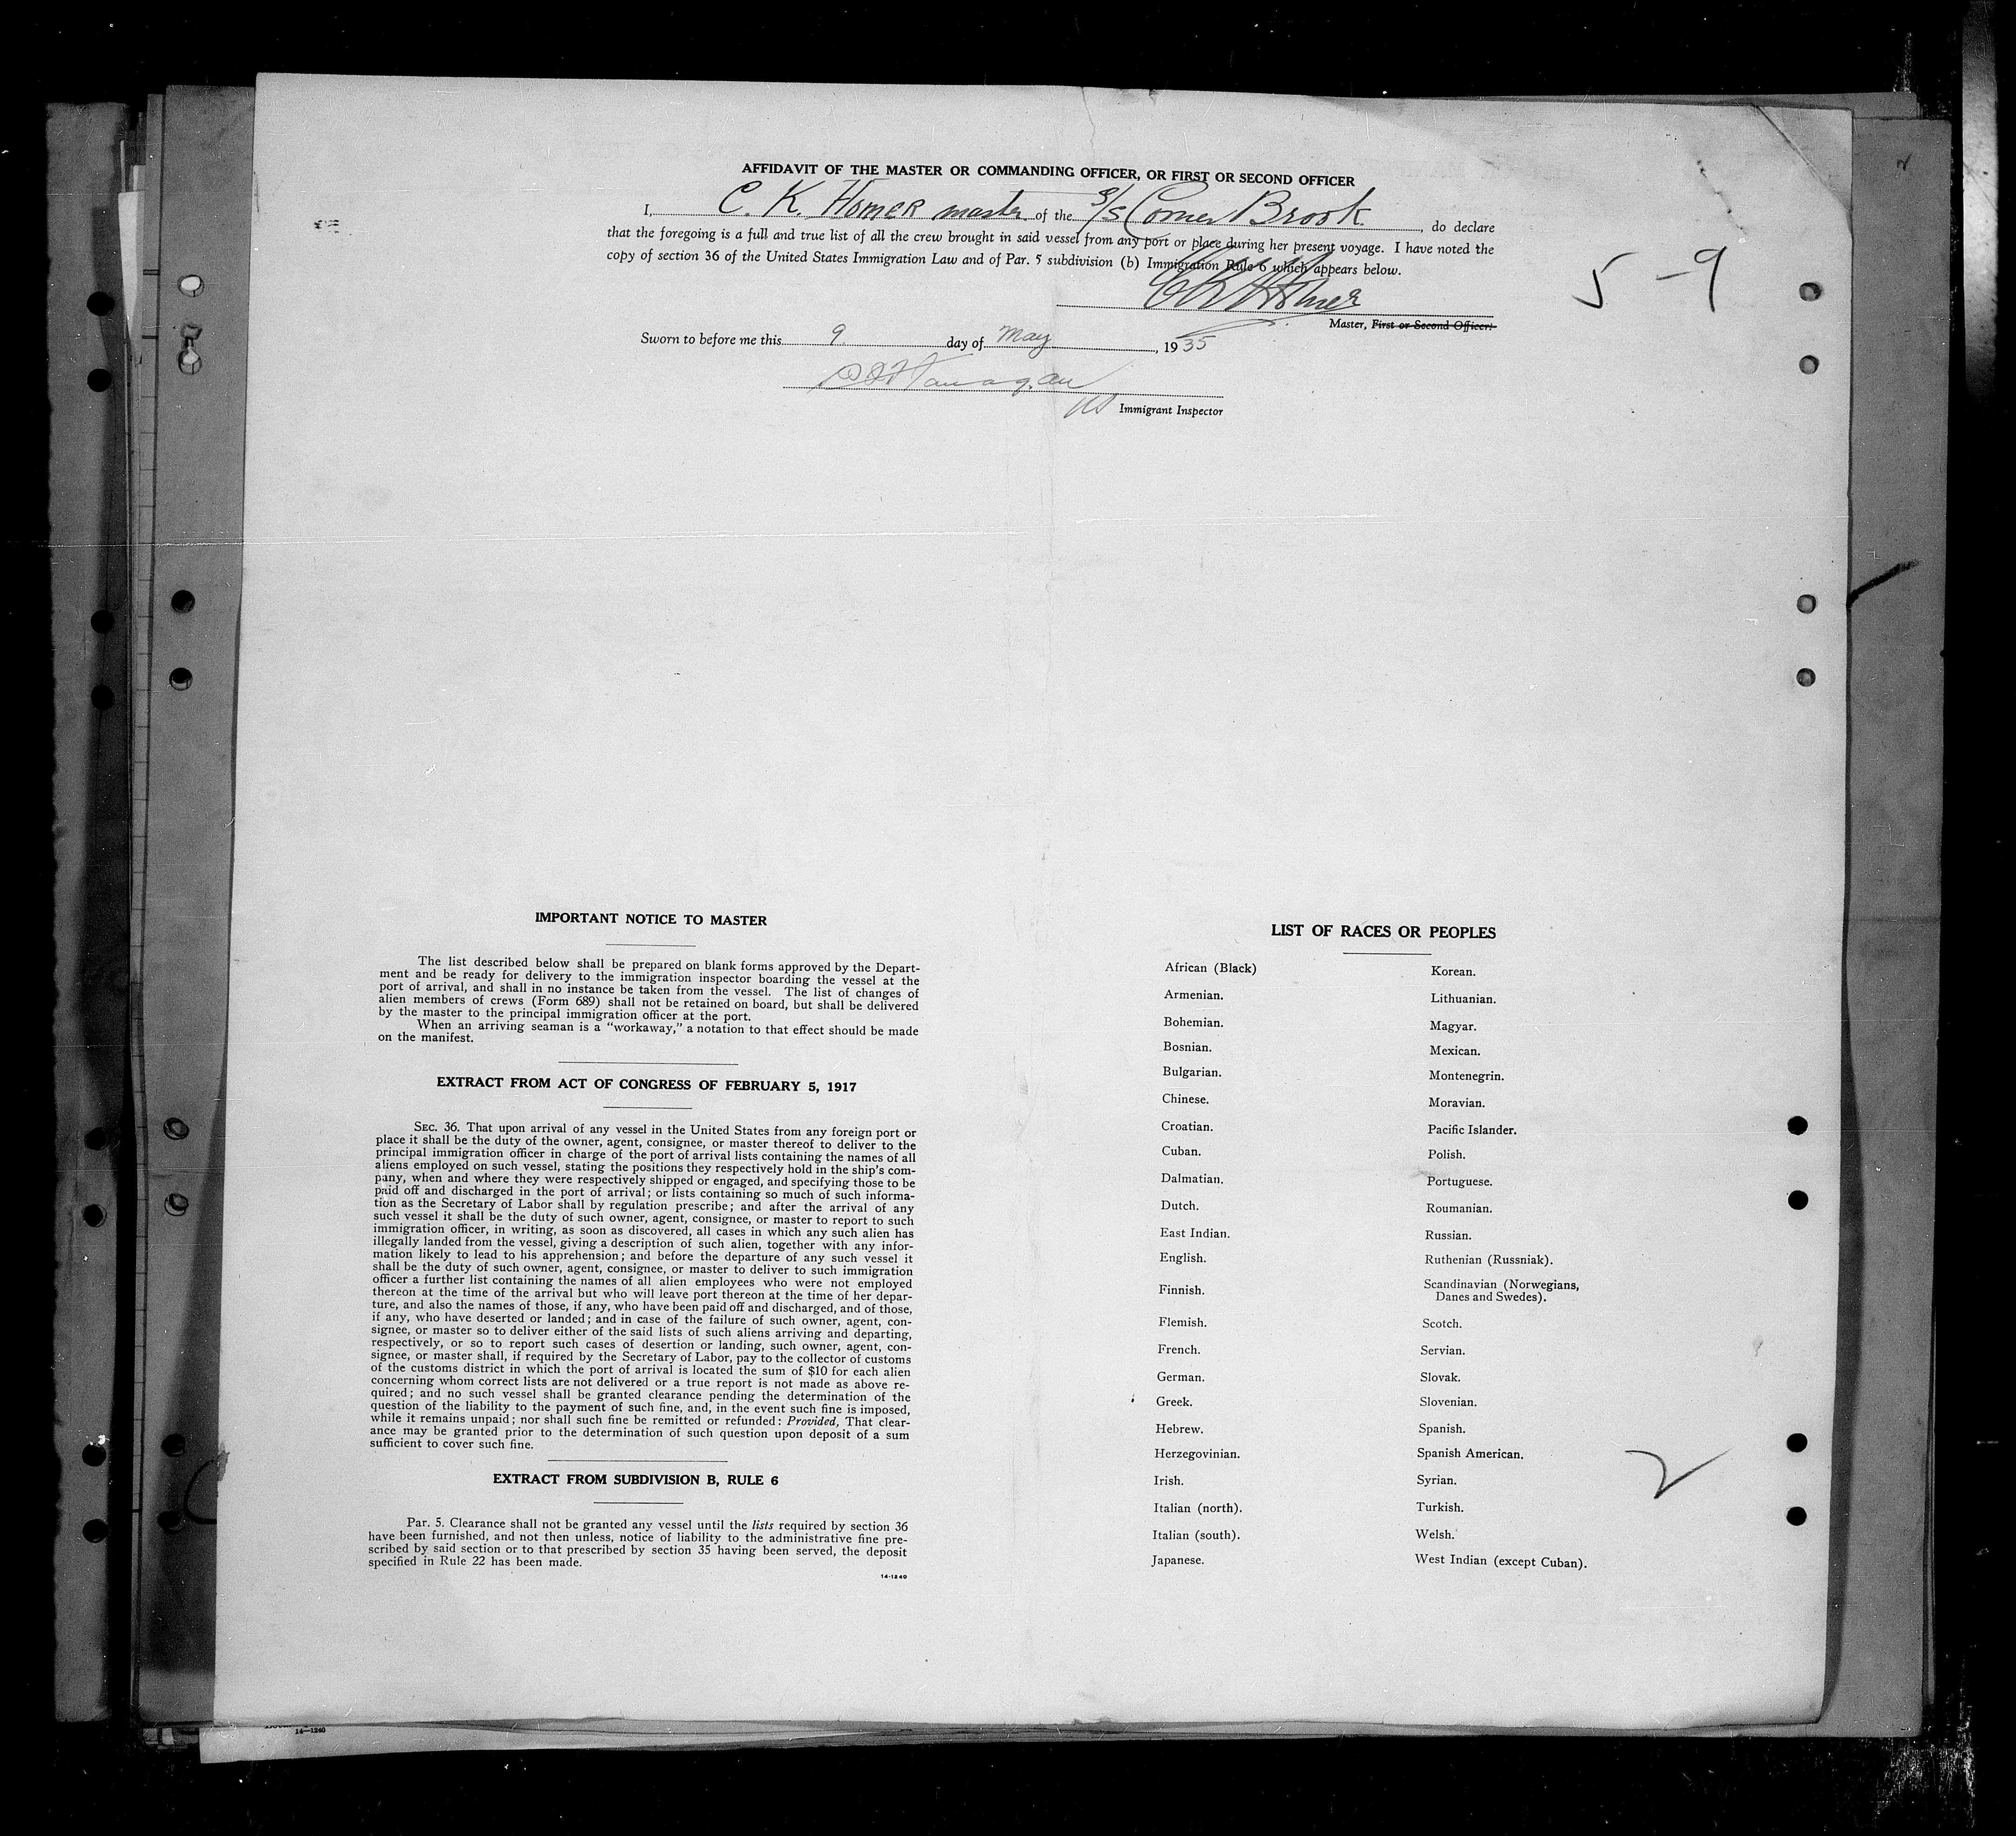 AFFIDAVIT OF THE MASTER OR COMMANDING OFFICER, OR FIRST OR SECOND OFFICER
I, C. K. Homer master of the S/S Corner Brook, do declare
that the foregoing is a full and true list of all the crew brought in said vessel from any port or place during her present voyage. I have noted the
copy of section 36 of the United States Immigration Law and of Par. 5 subdivision (b) Immigration Rule 6 which appears below.
5-9
CK Homer
Master, First or Second Officer.
Sworn to before me this 9 day of May, 1935
Immigrant Inspector
IMPORTANT NOTICE TO MASTER
The list described below shall be prepared on blank forms approved by the Depart-
ment and be ready for delivery to the immigration inspector boarding the vessel at the
port of arrival, and shall in no instance be taken from the vessel. The list of changes of
alien members of crews (Form 689) shall not be retained on board, but shall be delivered
by the master to the principal immigration officer at the port.
When an arriving seaman is a "workaway," a notation to that effect should be made
on the manifest.
EXTRACT FROM ACT OF CONGRESS OF FEBRUARY 5, 1917
SEC. 36. That upon arrival of any vessel in the United States from any foreign port or
place it shall be the duty of the owner, agent, consignee, or master thereof to deliver to the
principal immigration officer in charge of the port of arrival lists containing the names of all
aliens employed on such vessel, stating the positions they respectively hold in the ship's com-
pany, when and where they were respectively shipped or engaged, and specifying those to be
paid off and discharged in the port of arrival; or lists containing so much of such informa-
tion as the Secretary of Labor shall by regulation prescribe; and after the arrival of any
such vessel it shall be the duty of such owner, agent, consignee, or master to report to such
immigration officer, in writing, as soon as discovered, all cases in which any such alien has
illegally landed from the vessel, giving a description of such alien, together with any infor-
mation likely to lead to his apprehension; and before the departure of any such vessel it
shall be the duty of such owner, agent, consignee, or master to deliver to such immigration
officer a further list containing the names of all alien employees who were not employed
thereon at the time of the arrival but who will leave port thereon at the time of her depar-
ture, and also the names of those, if any, who have been paid off and discharged, and of those,
if any, who have deserted or landed; and in case of the failure of such owner, agent, con-
signee, or master so to deliver either of the said lists of such aliens arriving and departing,
respectively, or so to report such cases of desertion or landing, such owner, agent, con-
signee, or master shall, if required by the Secretary of Labor, pay to the collector of customs
of the customs district in which the port of arrival is located the sum of $10 for each alien
concerning whom correct lists are not delivered or a true report is not made as above re-
quired; and no such vessel shall be granted clearance pending the determination of the
question of the liability to the payment of such fine, and, in the event such fine is imposed,
while it remains unpaid; nor shall such fine be remitted or refunded: Provided, That clear-
ance may be granted prior to the determination of such question upon deposit of a sum
sufficient to cover such fine.
EXTRACT FROM SUBDIVISION B, RULE 6
Par. 5. Clearance shall not be granted any vessel until the lists required by section 36
have been furnished, and not then unless, notice of liability to the administrative fine pre-
scribed by said section or to that prescribed by section 35 having been served, the deposit
specified in Rule 22 has been made.
14-1240
LIST OF RACES OR PEOPLES
African (Black)
Armenian.
Bohemian.
Bosnian.
Bulgarian.
Chinese.
Croatian.
Cuban.
Dalmatian.
Dutch.
East Indian.
English.
Finnish.
Flemish.
French.
German.
Greek.
Hebrew.
Herzegovinian.
Irish.
Italian (north).
Italian (south).
Japanese.
Korean.
Lithuanian.
Magyar.
Mexican.
Montenegrin.
Moravian.
Pacific Islander.
Polish.
Portuguese.
Roumanian.
Russian.
Ruthenian (Russniak).
Scandinavian (Norwegians,
Danes and Swedes).
Scotch.
Servian.
Slovak.
Slovenian.
Spanish.
Spanish American.
Syrian.
Turkish.
Welsh.
West Indian (except Cuban).
2
14-1240